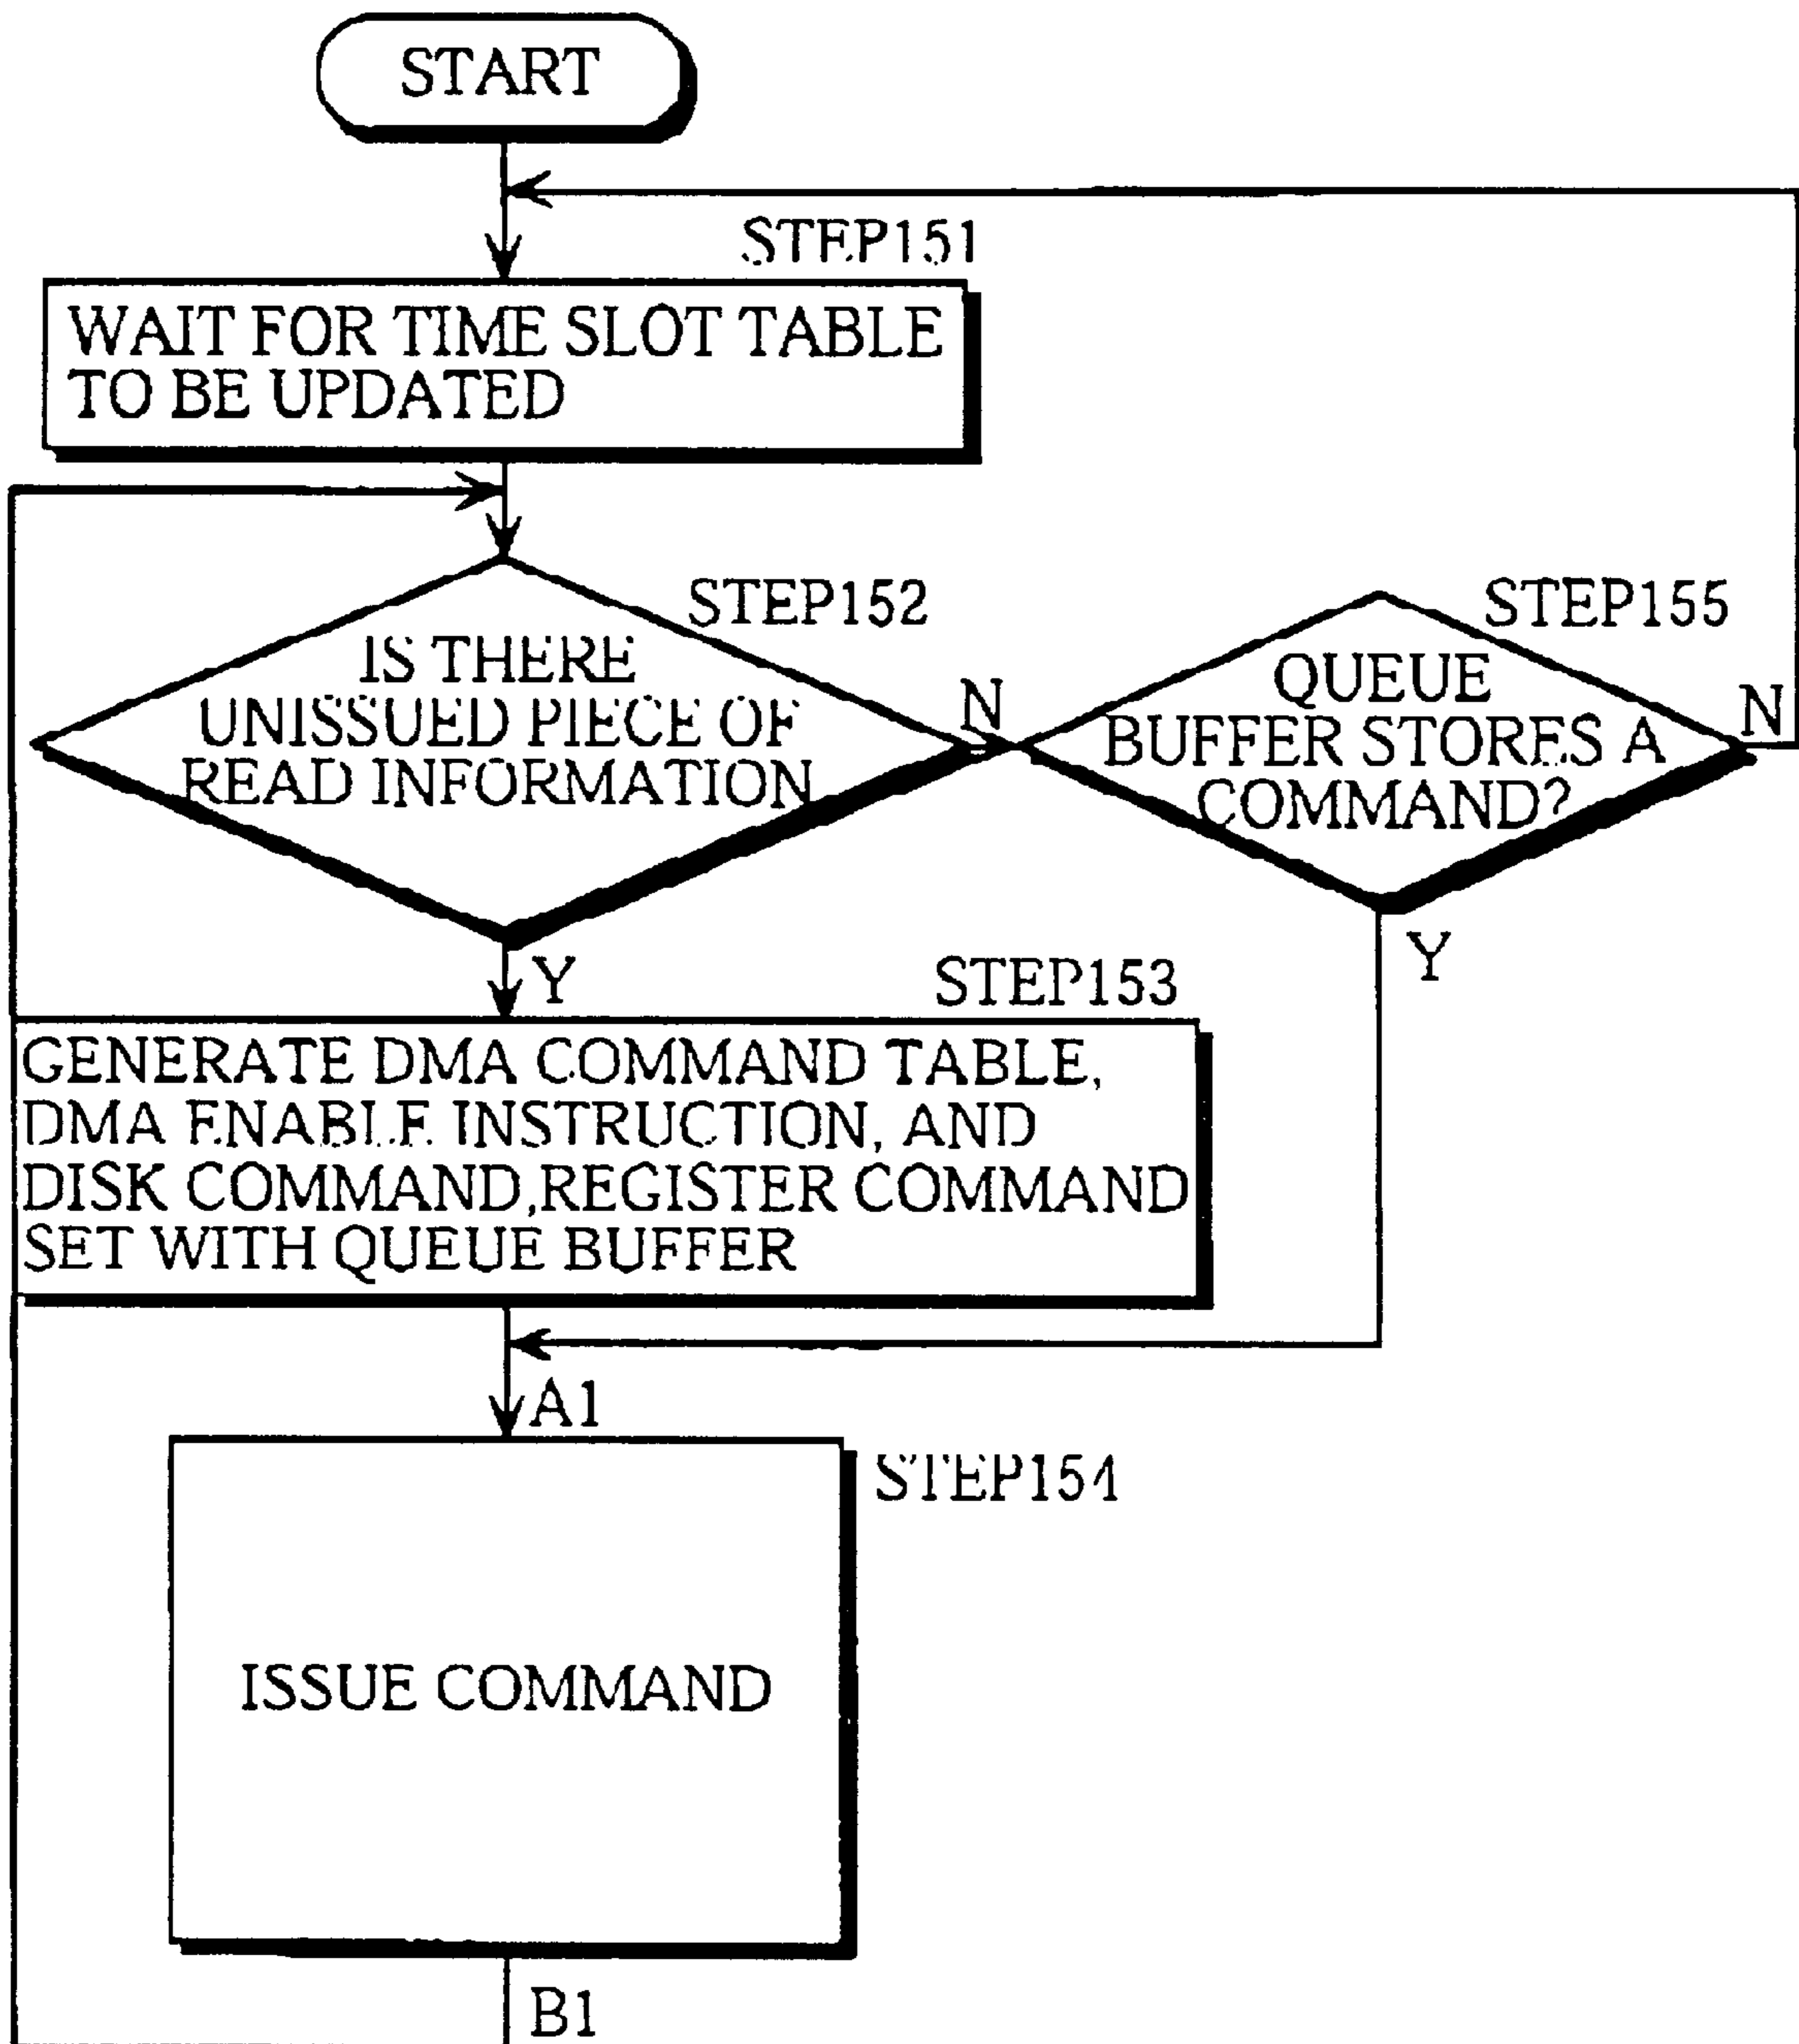 START
STEP151
WAIT FOR TIME SLOT TABLE
TO BE UPDATED
STEP152
IS THERE
UNISSUED PIECE OF
READ INFORMATION
N
Y
STEP155
QUEUE
BUFFER STORES A
COMMAND?
N
Y
STEP153
GENERATE DMA COMMAND TABLE,
DMA ENABLE INSTRUCTION, AND
DISK COMMAND,REGISTER COMMAND
SET WITH QUEUE BUFFER
A1
STEP154
ISSUE COMMAND
B1